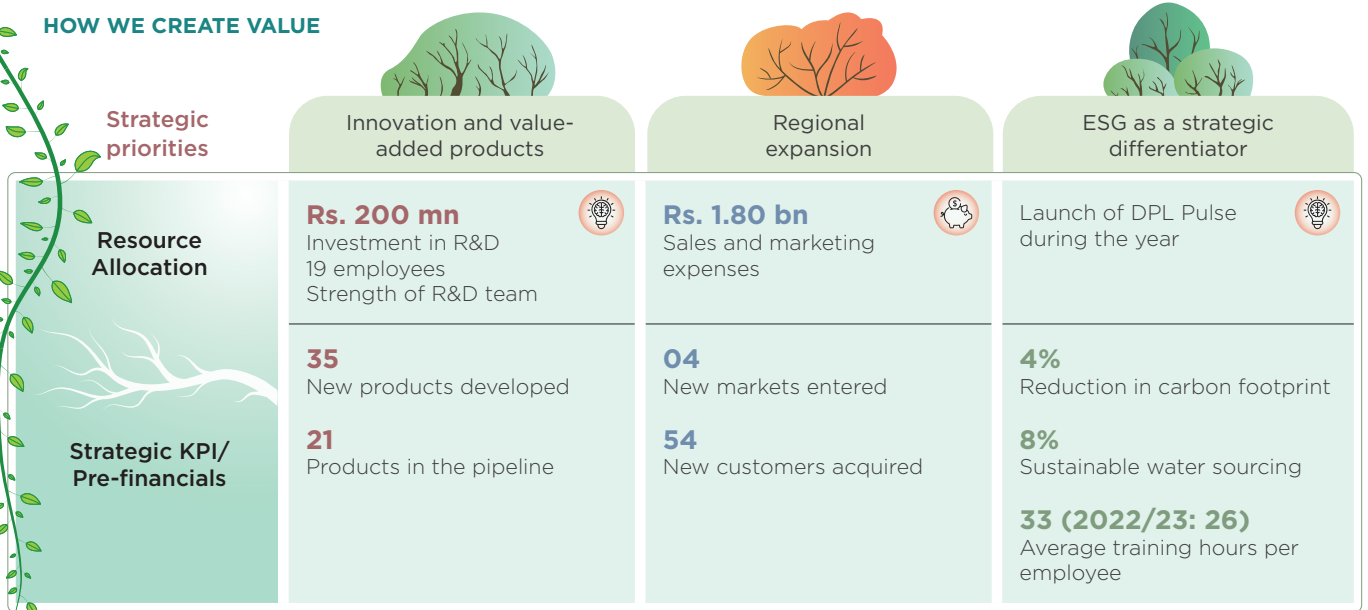 HOW WE CREATE VALUE
Strategic
priorities
Innovation and value-
added products
Regional
expansion
ESG as a strategic
differentiator
Resource
Allocation
Rs. 200 mn
Investment in R&D
19 employees
Strength of R&D team
Rs. 1.80 bn
Sales and marketing
expenses
Launch of DPL Pulse
during the year
Strategic KPI/
Pre-financials
35
New products developed
21
Products in the pipeline
04
New markets entered
54
New customers acquired
4%
Reduction in carbon footprint
8%
Sustainable water sourcing
33 (2022/23: 26)
Average training hours per
employee